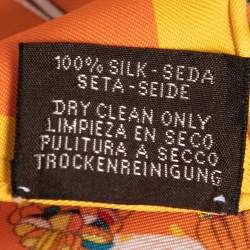 100% SILK-SEDA
SETA-SEIDE
DRY CLEAN ONLY
LIMPIEZA EN SECO
PULITURA A SECCO
TROCKENREINIGUNG